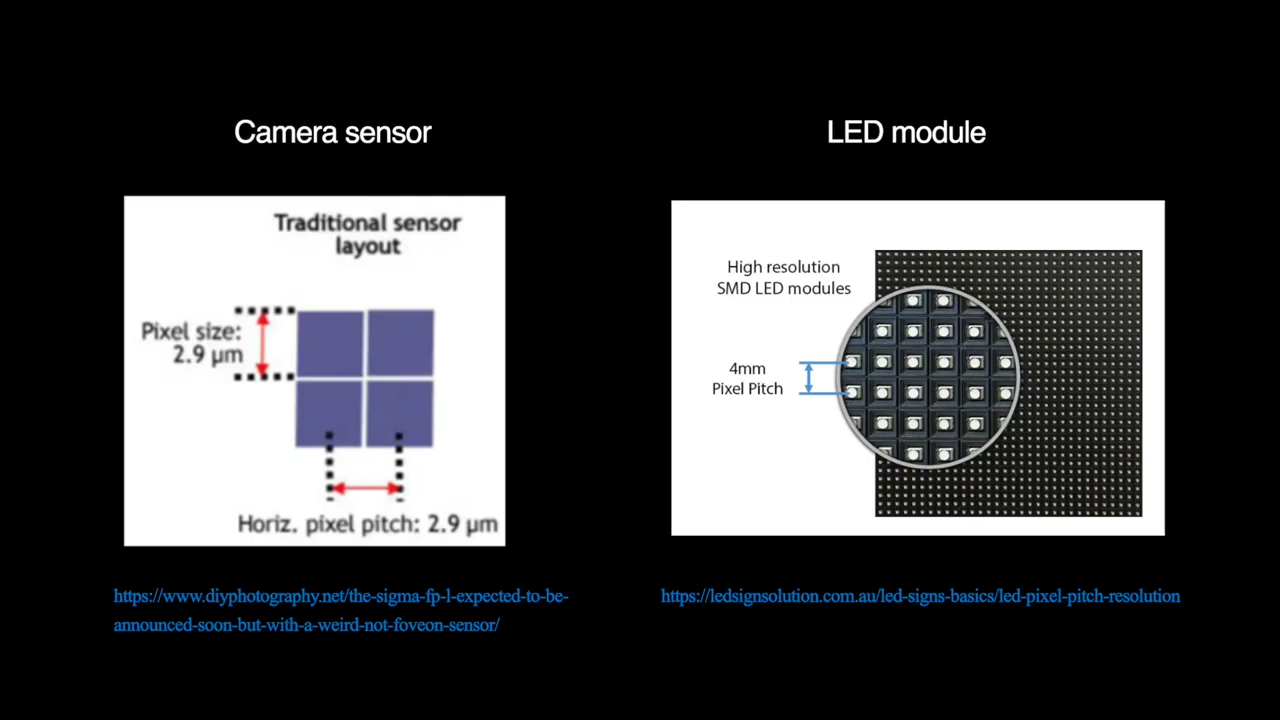 Camera sensor
LED module
Traditional sensor
layout
Pixel size:
2.9 µm
Horiz. pixel pitch: 2.9 µm
High resolution
SMD LED modules
4mm
Pixel Pitch
https://www.diyphotography.net/the-sigma-fp-l-expected-to-be-
announced-soon-but-with-a-weird-not-foveon-sensor/
https://ledsignsolution.com.au/led-signs-basics/led-pixel-pitch-resolution